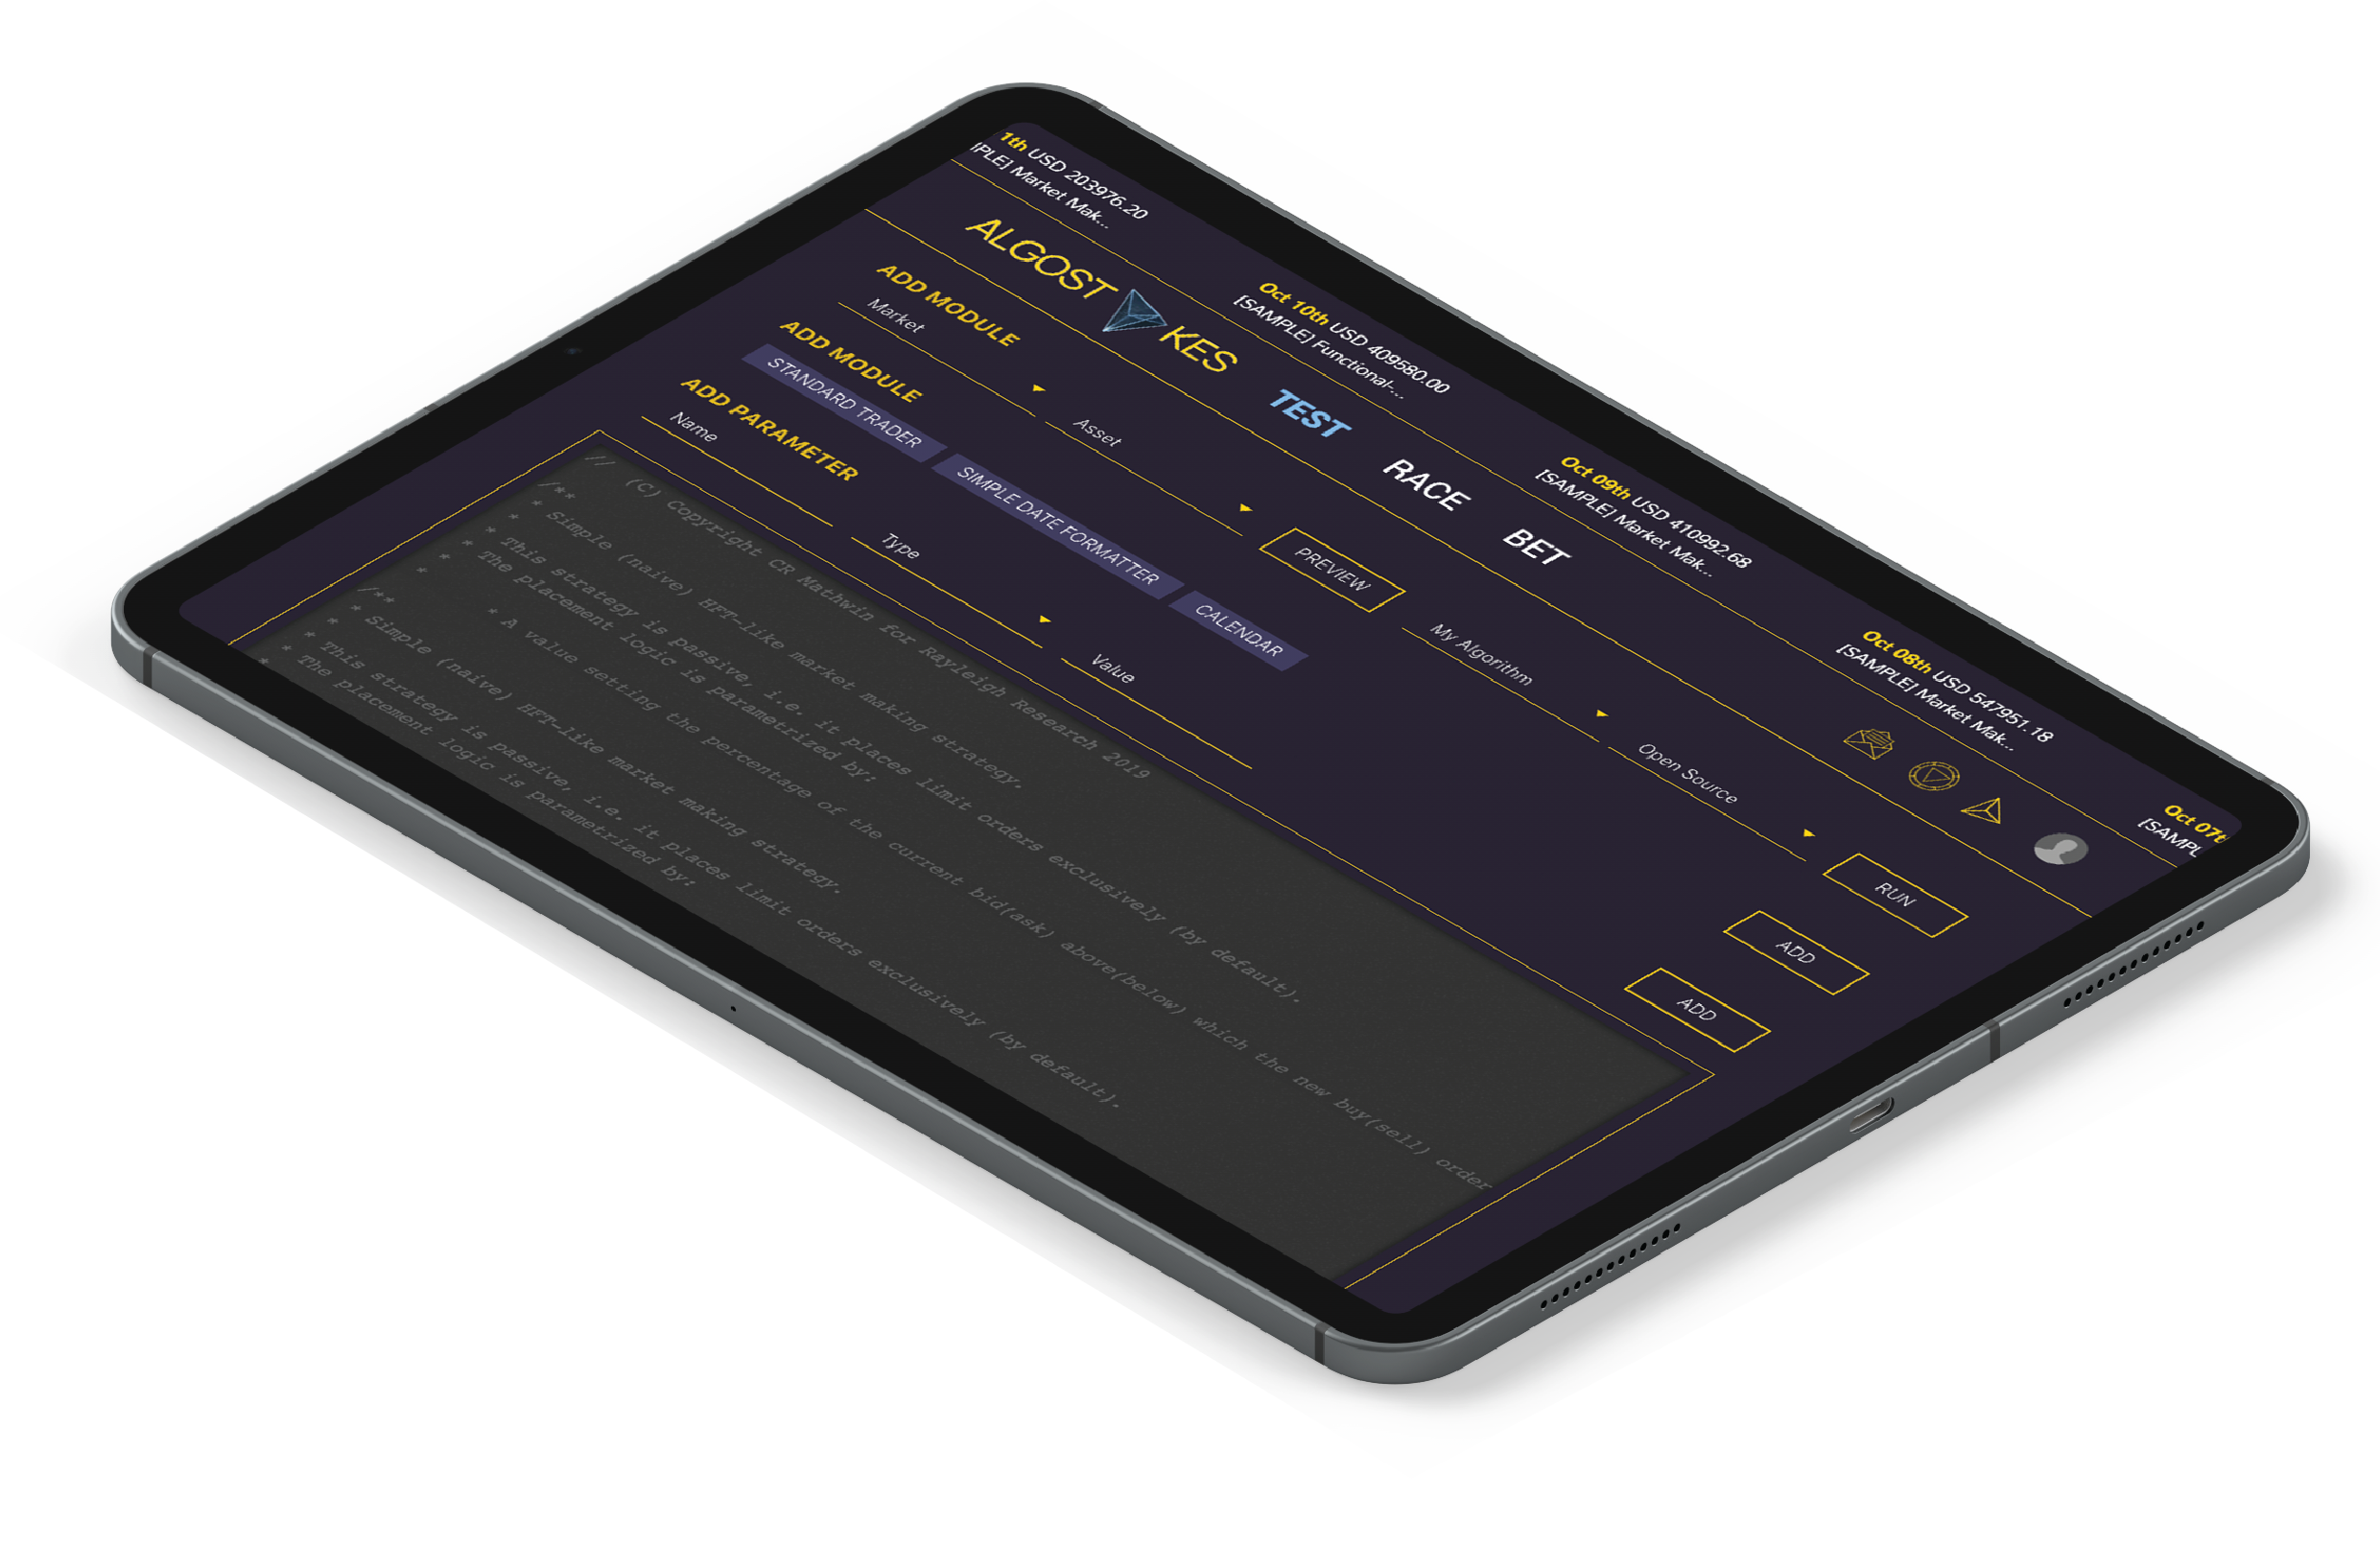 1th USD 203976.20
[PLE] Market Mak...
Oct 10th USD 409580.00
[SAMPLE] Functional-...
Oct 09th USD 410992.68
[SAMPLE] Market Mak...
Oct 08th USD 547951.18
[SAMPLE] Market Mak...
Oct 07t
[SAMPL
ALGOST KES
TEST
RACE
BET
ADD MODULE
Market
Asset
PREVIEW
My Algorithm
Open Source
RUN
ADD MODULE
STANDARD TRADER
SIMPLE DATE FORMATTER
CALENDAR
ADD
ADD PARAMETER
Name
Type
Value
ADD
// (C) Copyright CR Mathwin for Rayleigh Research 2019
/**
* Simple (naive) HFT-like market making strategy.
*
* This strategy is passive, i.e. it places limit orders exclusively (by default).
* The placement logic is parametrized by:
*
* * A value setting the percentage of the current bid(ask) above(below) which the new buy(sell) order
/**
* Simple (naive) HFT-like market making strategy.
*
* This strategy is passive, i.e. it places limit orders exclusively (by default).
* The placement logic is parametrized by:
*